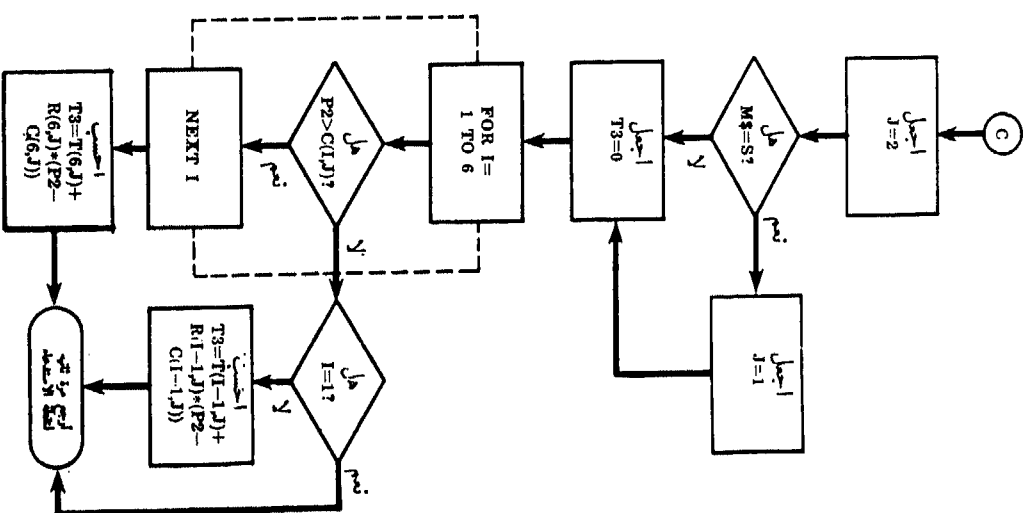 C
اجعل
J=2
هل
M$=S?
نعم
لا
اجعل
J=1
اجعل
T3=0
FOR I=
1 TO 6
هل
P2>C(I,J)?
نعم
لا
NEXT I
هل
I=1?
نعم
لا
احسب
T3=T(6,J)+
R(6,J)*(P2—
C(6,J))
احسب
T3=T(I—1,J)+
R(I—1,J)*(P2—
C(I—1,J))